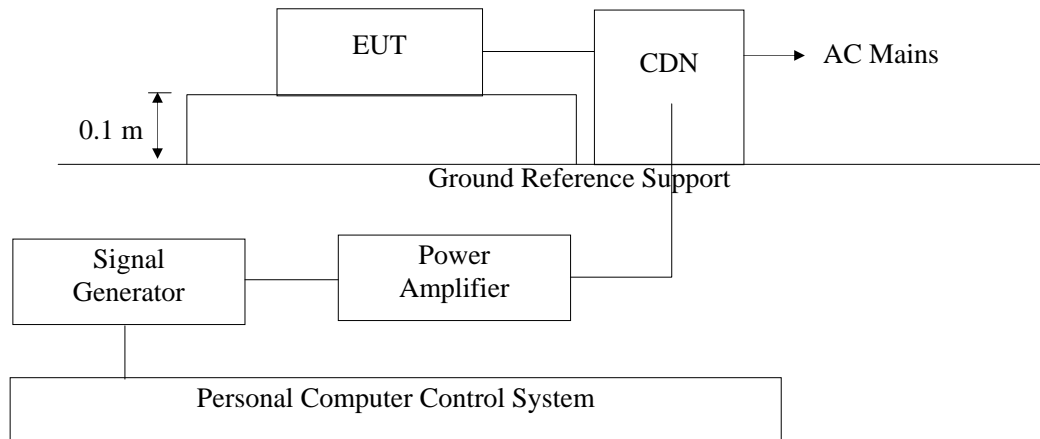 EUT
CDN
AC Mains
0.1 m
Ground Reference Support
Signal
Generator
Power
Amplifier
Personal Computer Control System